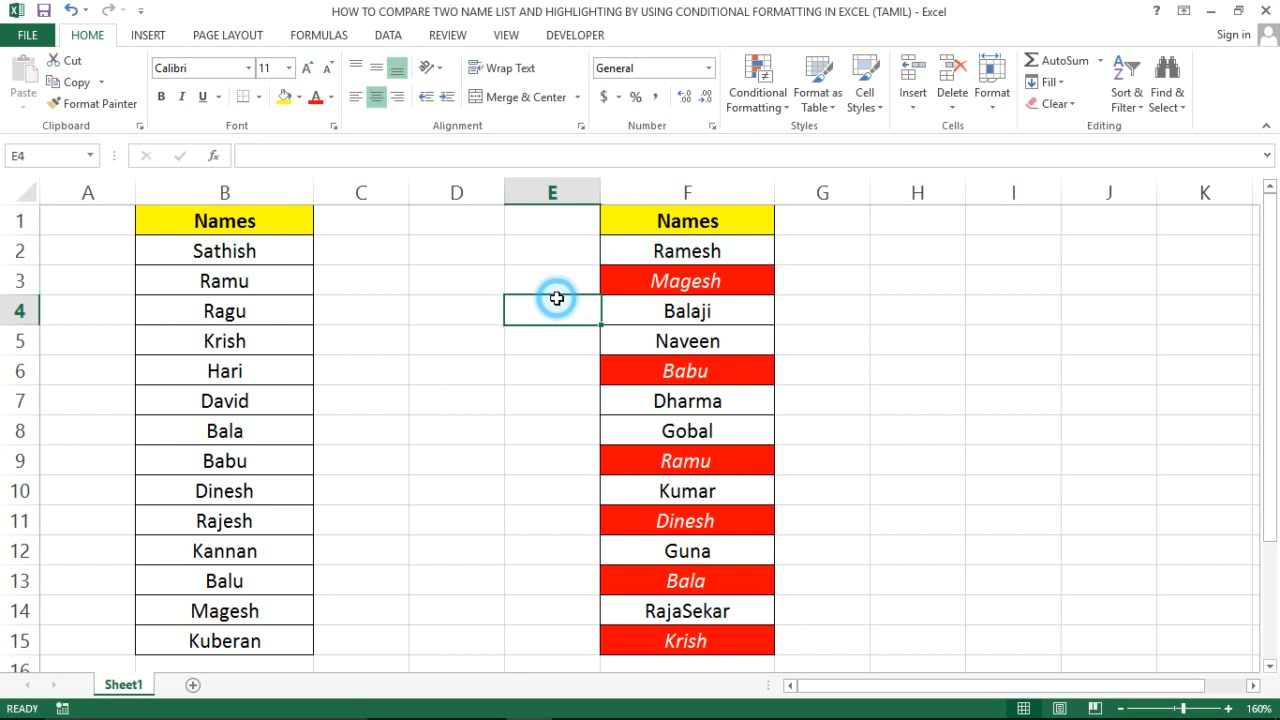 HOW TO COMPARE TWO NAME LIST AND HIGHLIGHTING BY USING CONDITIONAL FORMATTING IN EXCEL (TAMIL) - Excel
?
FILE HOME INSERT PAGE LAYOUT FORMULAS DATA REVIEW VIEW DEVELOPER Sign in
Paste
Cut
Copy
Format Painter
Clipboard
Calibri 11
B I U
Font
Wrap Text
Merge & Center
Alignment
General
$ % ,
Number
Conditional Formatting
Format as Table
Cell Styles
Styles
Insert Delete Format
Cells
AutoSum
Fill
Clear
Sort & Filter
Find & Select
Editing
E4 fx
A B C D E F G H I J K
1 Names Names
2 Sathish Ramesh
3 Ramu Magesh
4 Ragu Balaji
5 Krish Naveen
6 Hari Babu
7 David Dharma
8 Bala Gobal
9 Babu Ramu
10 Dinesh Kumar
11 Rajesh Dinesh
12 Kannan Guna
13 Balu Bala
14 Magesh RajaSekar
15 Kuberan Krish
16
Sheet1
READY 160%